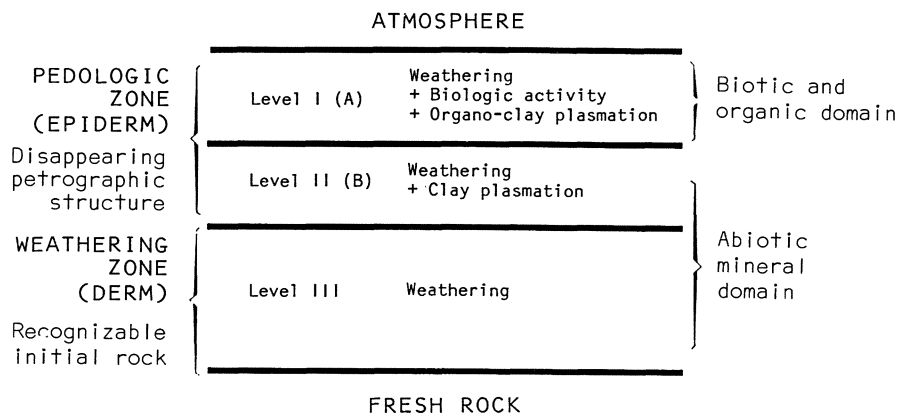 ATMOSPHERE
PEDOLOGIC
ZONE
(EPIDERM)
Disappearing
petrographic
structure
Level I (A)
Weathering
+ Biologic activity
+ Organo-clay plasmation
Biotic and
organic domain
Level II (B)
Weathering
+ Clay plasmation
WEATHERING
ZONE
(DERM)
Recognizable
initial rock
Level III
Weathering
Abiotic
mineral
domain
FRESH ROCK